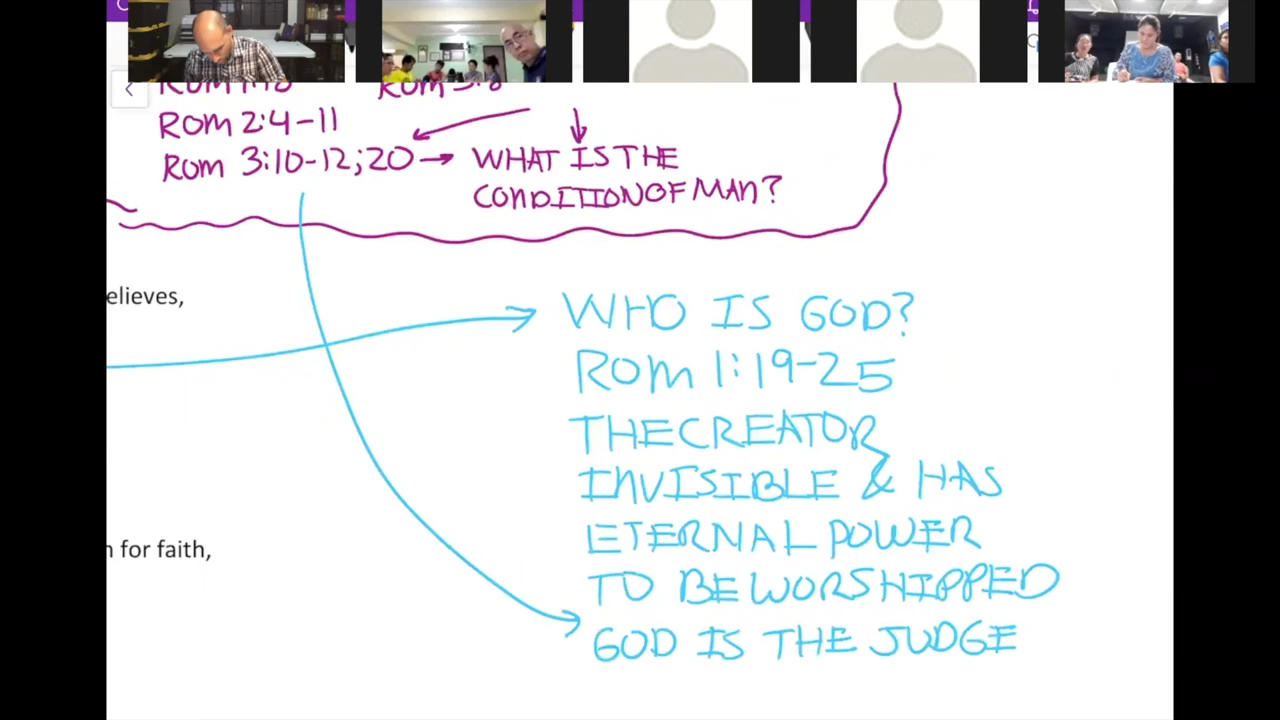 Rom 2:4-11
Rom 3:10-12;20 → WHAT IS THE
CONDITION OF MAN?
elieves,
WHO IS GOD?
Rom 1:19-25
THE CREATOR
INVISIBLE & HAS
ETERNAL POWER
n for faith,
TO BE WORSHIPPED
GOD IS THE JUDGE